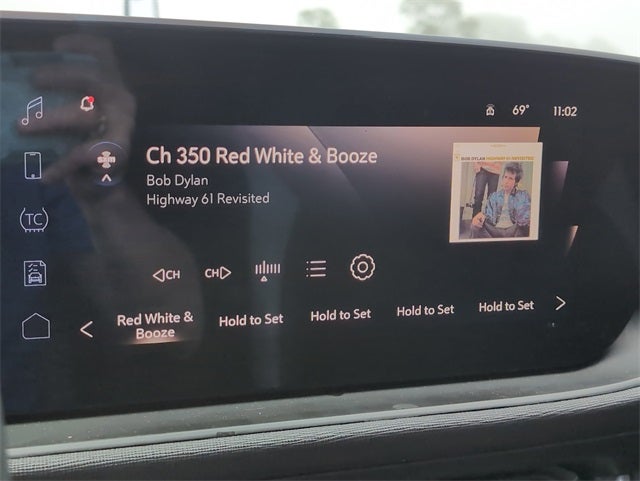 69° 11:02
SXM
Ch 350 Red White & Booze
Bob Dylan
Highway 61 Revisited
BOB DYLAN HIGHWAY 61 REVISITED
TC
CH CH
Red White &
Booze
Hold to Set Hold to Set Hold to Set Hold to Set